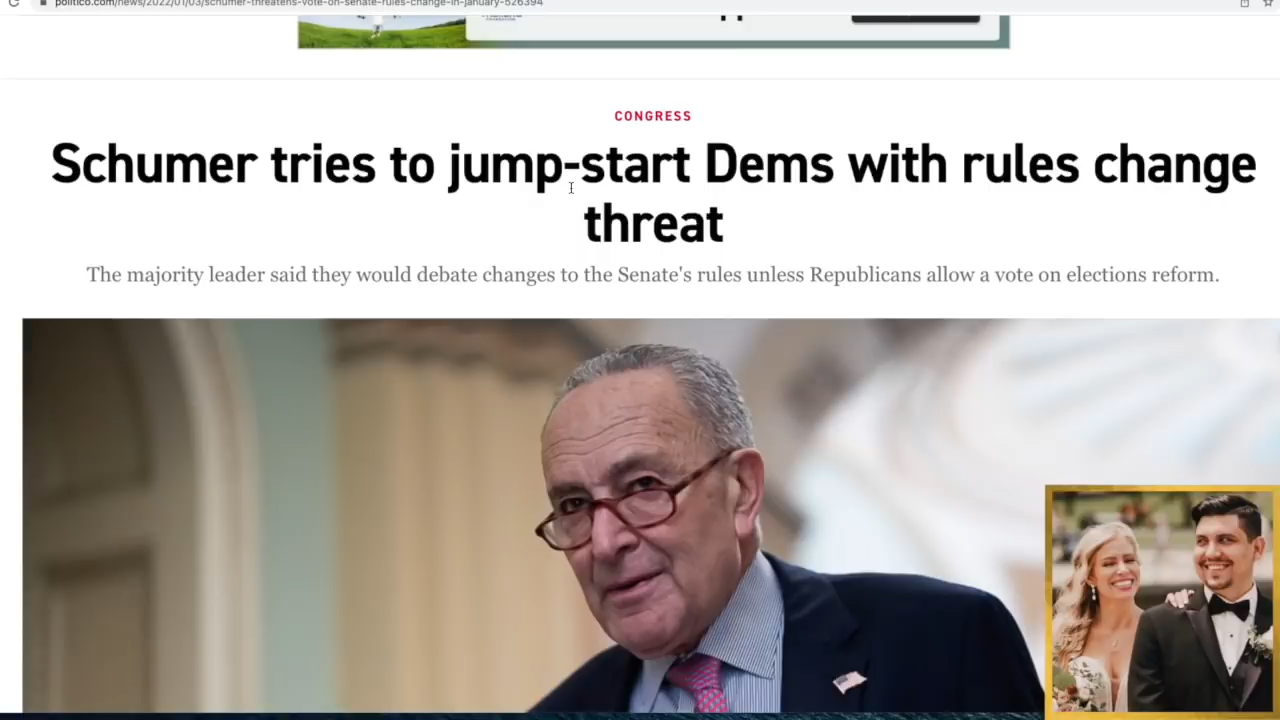 politico.com/news/2022/01/03/schumer-threatens-vote-on-senate-rules-change-in-january-526394
CONGRESS
Schumer tries to jump-start Dems with rules change
threat
The majority leader said they would debate changes to the Senate's rules unless Republicans allow a vote on elections reform.